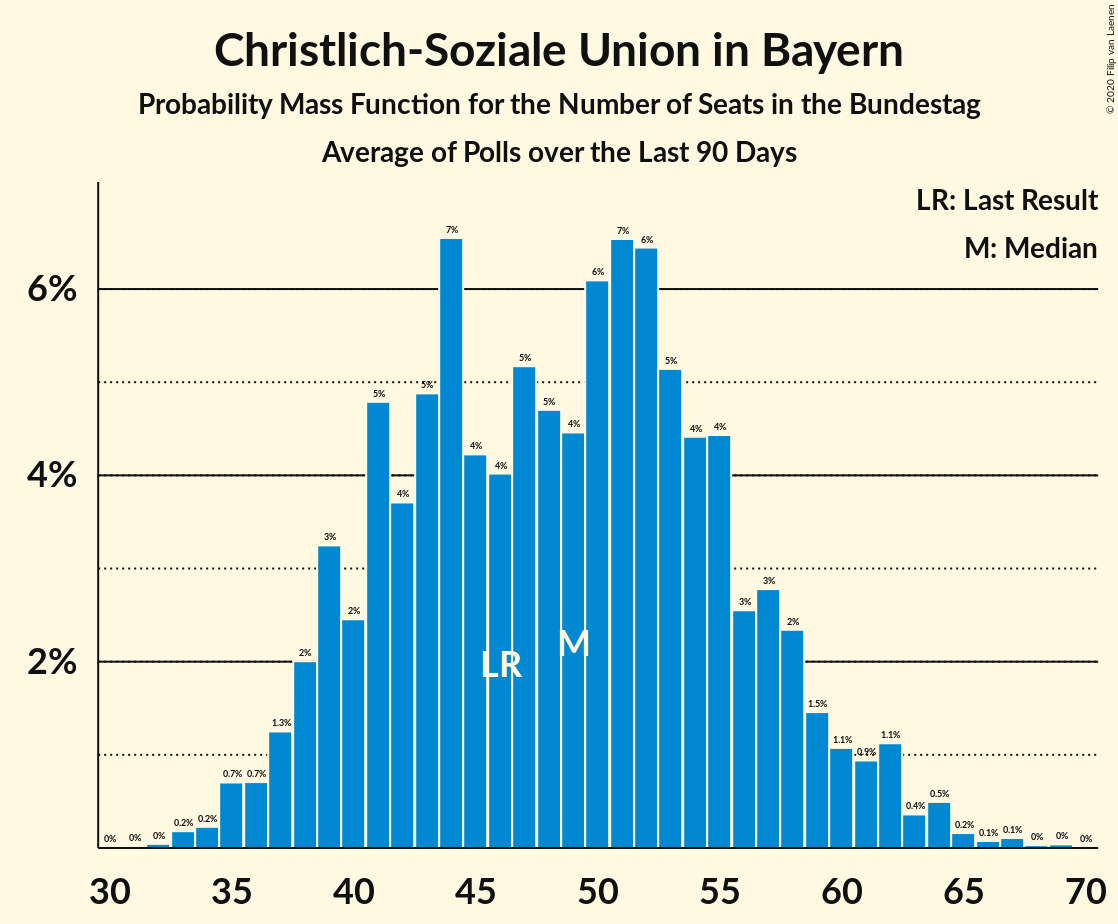 Christlich-Soziale Union in Bayern
Probability Mass Function for the Number of Seats in the Bundestag
Average of Polls over the Last 90 Days
© 2020 Filip van Laenen
LR: Last Result
M: Median
6%
4%
2%
0% 0% 0% 0.2% 0.2% 0.7% 0.7% 1.3% 2% 3% 2% 5% 4% 5% 7% 4% 4% 5% 5% 4% 6% 7% 6% 5% 4% 4% 3% 3% 2% 1.5% 1.1% 0.9% 1.1% 0.4% 0.5% 0.2% 0.1% 0.1% 0% 0% 0%
LR M
30 35 40 45 50 55 60 65 70